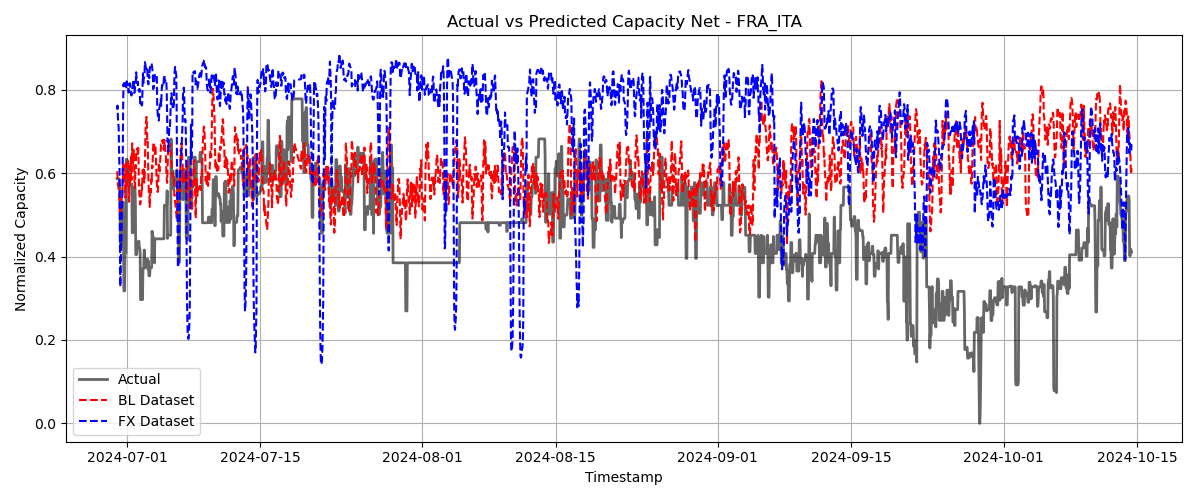 Actual vs Predicted Capacity Net - FRA_ITA
Normalized Capacity
0.8
0.6
0.4
0.2
0.0
Actual
BL Dataset
FX Dataset
2024-07-01 2024-07-15 2024-08-01 2024-08-15 2024-09-01 2024-09-15 2024-10-01 2024-10-15
Timestamp